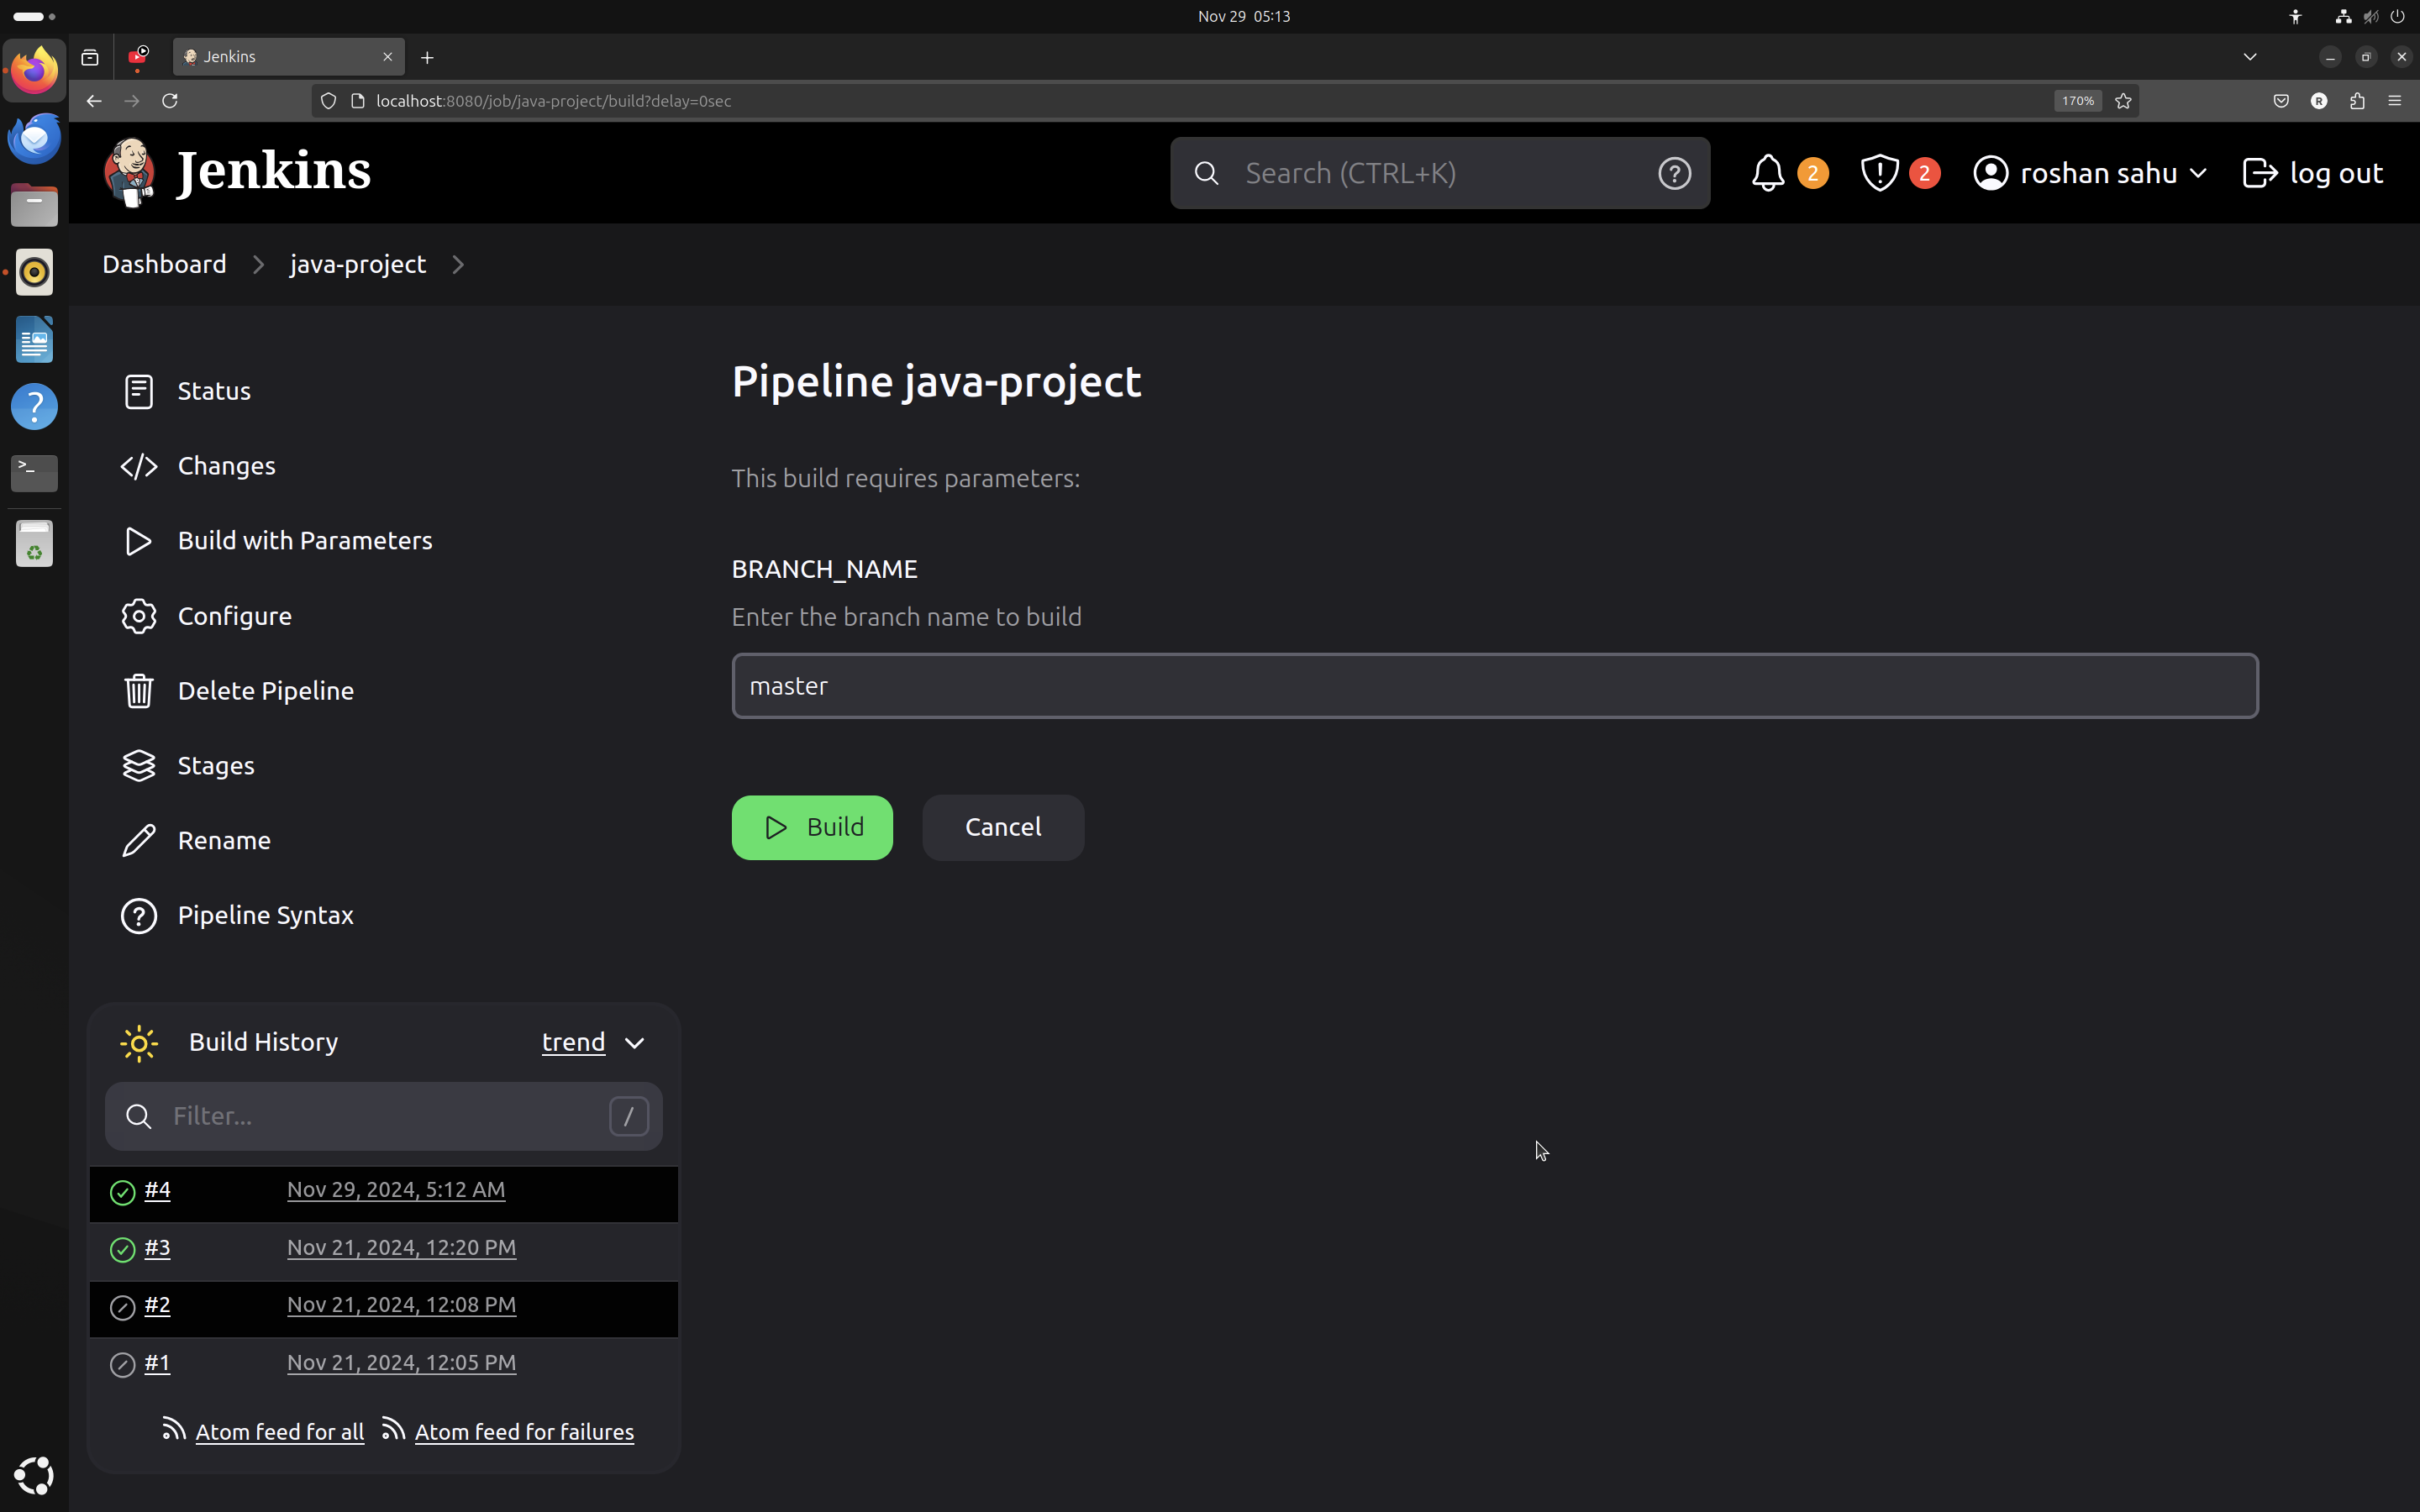 Nov 29 05:13
Jenkins
localhost:8080/job/java-project/build?delay=0sec
170%
R
Jenkins
Search (CTRL+K)
2
2
roshan sahu
log out
Dashboard
java-project
Status
Changes
Build with Parameters
Configure
Delete Pipeline
Stages
Rename
Pipeline Syntax
Pipeline java-project
This build requires parameters:
BRANCH_NAME
Enter the branch name to build
master
Build
Cancel
Build History
trend
Filter...
/
#4 Nov 29, 2024, 5:12 AM
#3 Nov 21, 2024, 12:20 PM
#2 Nov 21, 2024, 12:08 PM
#1 Nov 21, 2024, 12:05 PM
Atom feed for all
Atom feed for failures